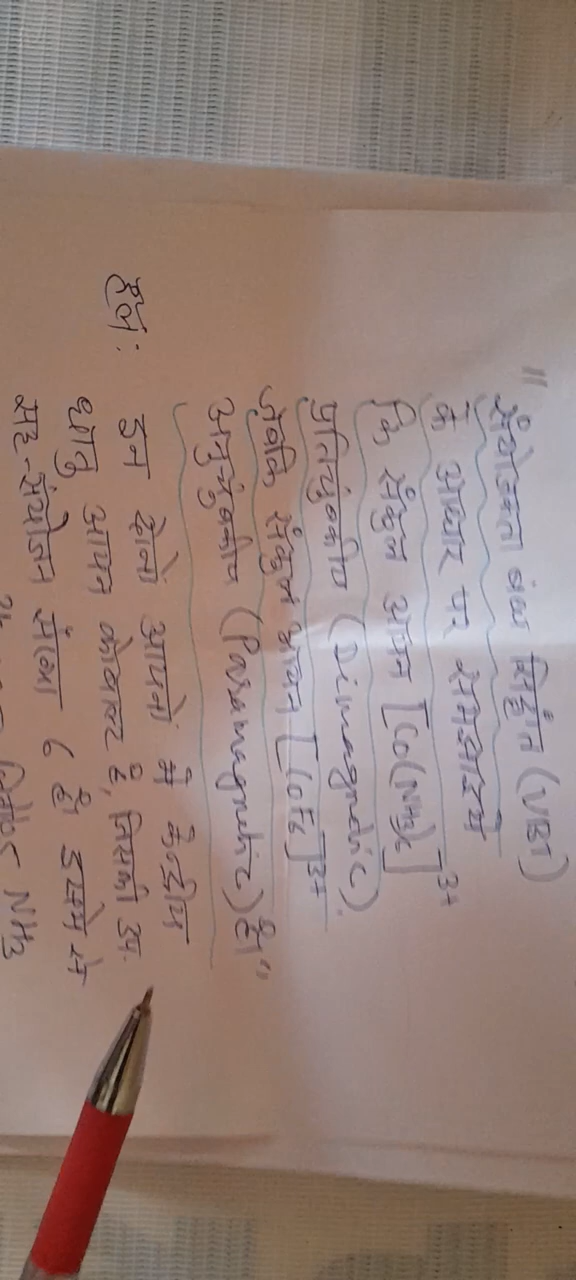 "संयोजकता बंध सिद्धांत (VBT)
के आधार पर समझाइये
कि संकुल आयन [Co(NH3)6]3+
प्रतिचुंबकीय (Dimagnetic)
जबकि संकुल आयन [CoF6]3+
अनुचुंबकीय (Paramagnetic) है।"
हल: इन दोनों आयनों में केन्द्रीय
धातु आयन कोबाल्ट है, जिसकी उप.
सह-संयोजन संख्या 6 है। इसमें से
NH3